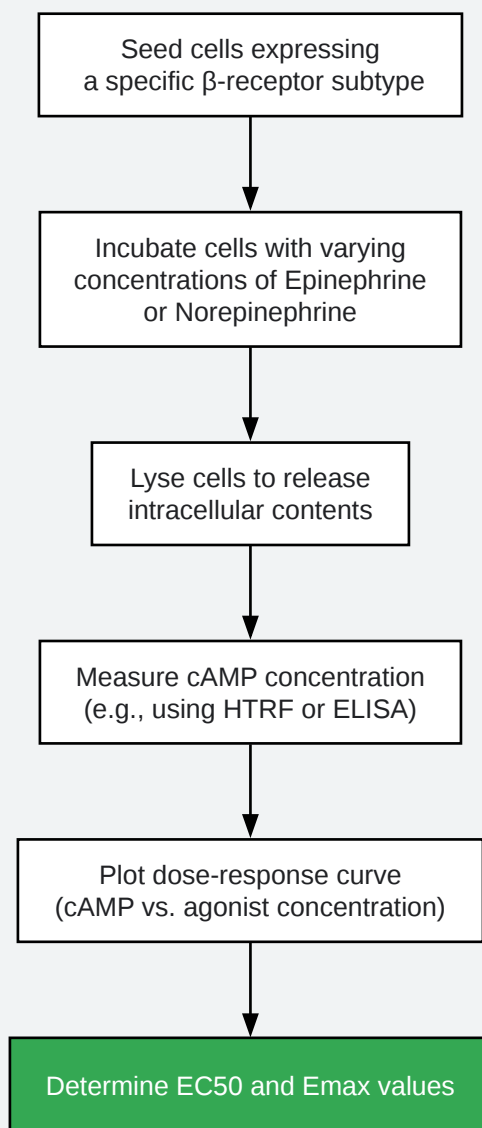 Seed cells expressing
a specific β-receptor subtype
Incubate cells with varying
concentrations of Epinephrine
or Norepinephrine
Lyse cells to release
intracellular contents
Measure cAMP concentration
(e.g., using HTRF or ELISA)
Plot dose-response curve
(cAMP vs. agonist concentration)
Determine EC50 and Emax values